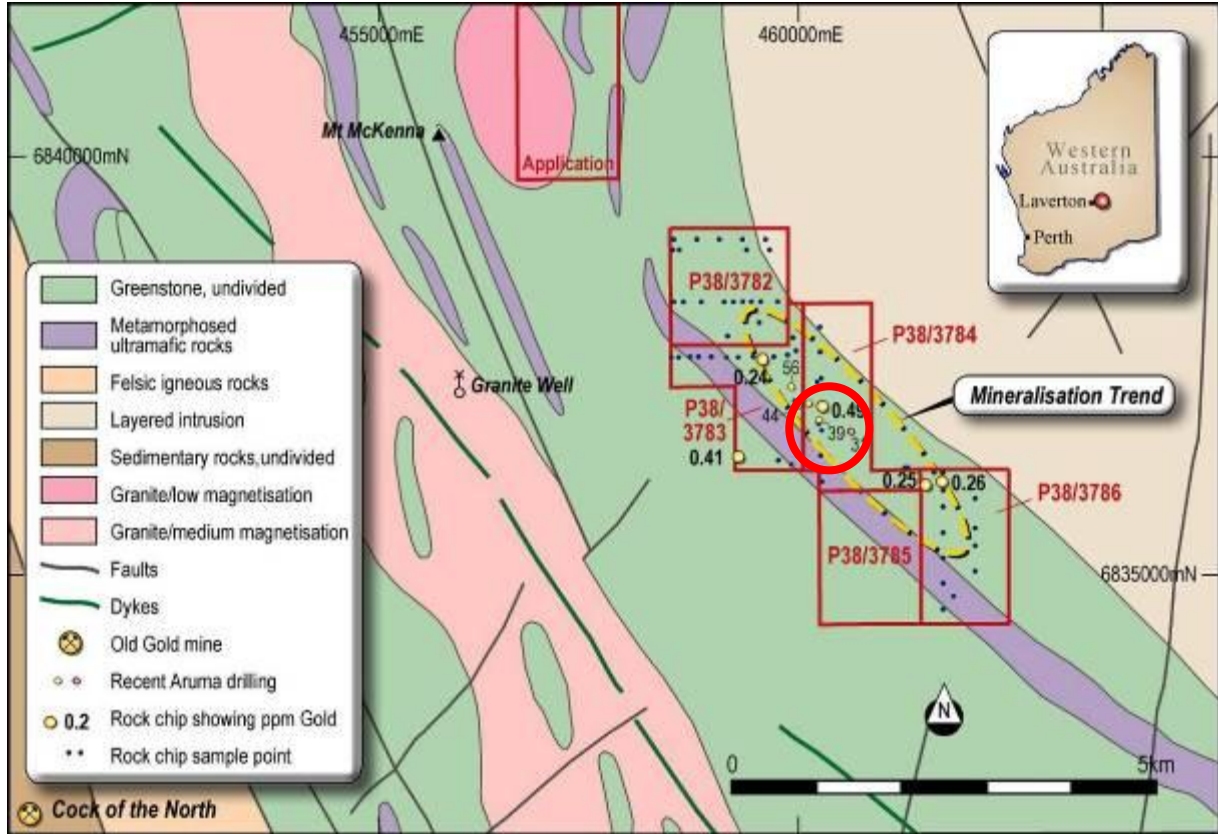 455000mE
460000mE
Mt McKenna
6840000mN
Application
Western
Australia
Laverton
Perth
Greenstone, undivided
Metamorphosed
ultramafic rocks
Felsic igneous rocks
Layered intrusion
Sedimentary rocks, undivided
Granite/low magnetisation
Granite/medium magnetisation
Faults
Dykes
Old Gold mine
Recent Aruma drilling
0.2 Rock chip showing ppm Gold
Rock chip sample point
P38/3782
P38/3784
Granite Well
0.24
56
Mineralisation Trend
P38/
3783
44
0.49
39
0.41
0.25
0.26
P38/3786
P38/3785
6835000mN
N
0
5km
Cock of the North